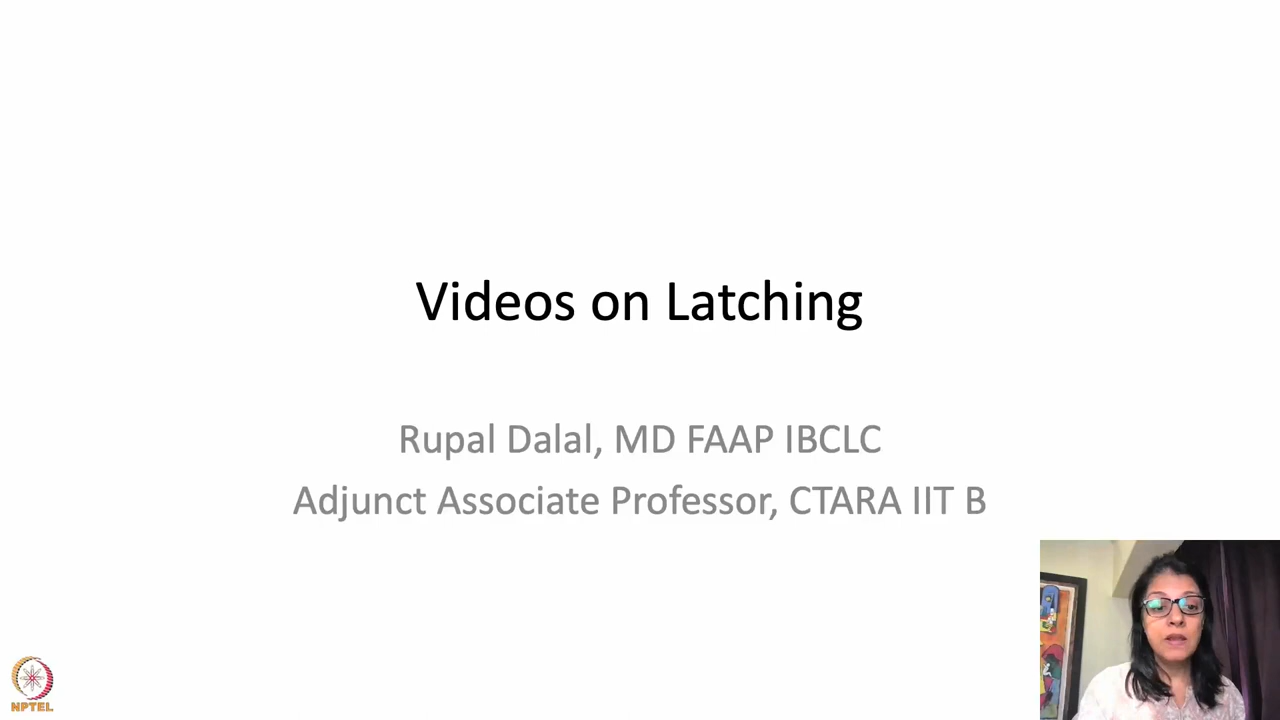 Videos on Latching
Rupal Dalal, MD FAAP IBCLC
Adjunct Associate Professor, CTARA IIT B
NPTEL